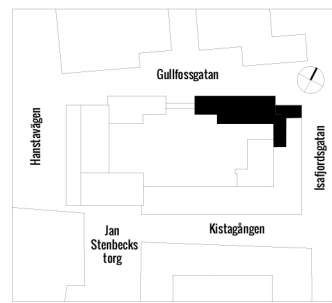 Gullfossgatan
Hanstavägen
Isafjordsgatan
Kistagången
Jan
Stenbecks
torg